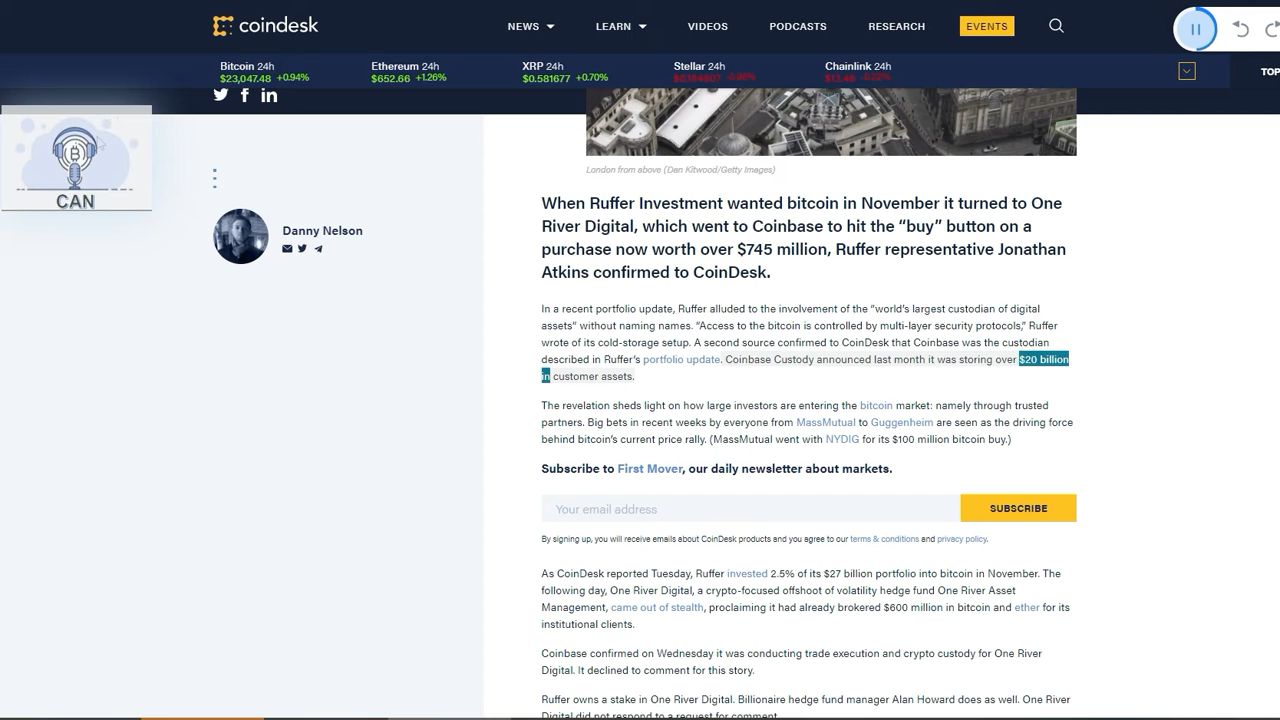 coindesk
NEWS
LEARN
VIDEOS
PODCASTS
RESEARCH
EVENTS
Bitcoin 24h
$23,047.48 +0.94%
Ethereum 24h
$652.66 +1.26%
XRP 24h
$0.581677 +0.70%
Stellar 24h
Chainlink 24h
TOP
CAN
London from above (Dan Kitwood/Getty Images)
Danny Nelson
When Ruffer Investment wanted bitcoin in November it turned to One
River Digital, which went to Coinbase to hit the “buy” button on a
purchase now worth over $745 million, Ruffer representative Jonathan
Atkins confirmed to CoinDesk.
In a recent portfolio update, Ruffer alluded to the involvement of the “world’s largest custodian of digital
assets” without naming names. “Access to the bitcoin is controlled by multi-layer security protocols,” Ruffer
wrote of its cold-storage setup. A second source confirmed to CoinDesk that Coinbase was the custodian
described in Ruffer’s portfolio update. Coinbase Custody announced last month it was storing over $20 billion
in customer assets.
The revelation sheds light on how large investors are entering the bitcoin market: namely through trusted
partners. Big bets in recent weeks by everyone from MassMutual to Guggenheim are seen as the driving force
behind bitcoin’s current price rally. (MassMutual went with NYDIG for its $100 million bitcoin buy.)
Subscribe to First Mover, our daily newsletter about markets.
Your email address
SUBSCRIBE
By signing up, you will receive emails about CoinDesk products and you agree to our terms & conditions and privacy policy.
As CoinDesk reported Tuesday, Ruffer invested 2.5% of its $27 billion portfolio into bitcoin in November. The
following day, One River Digital, a crypto-focused offshoot of volatility hedge fund One River Asset
Management, came out of stealth, proclaiming it had already brokered $600 million in bitcoin and ether for its
institutional clients.
Coinbase confirmed on Wednesday it was conducting trade execution and crypto custody for One River
Digital. It declined to comment for this story.
Ruffer owns a stake in One River Digital. Billionaire hedge fund manager Alan Howard does as well. One River
Digital did not respond to a request for comment.